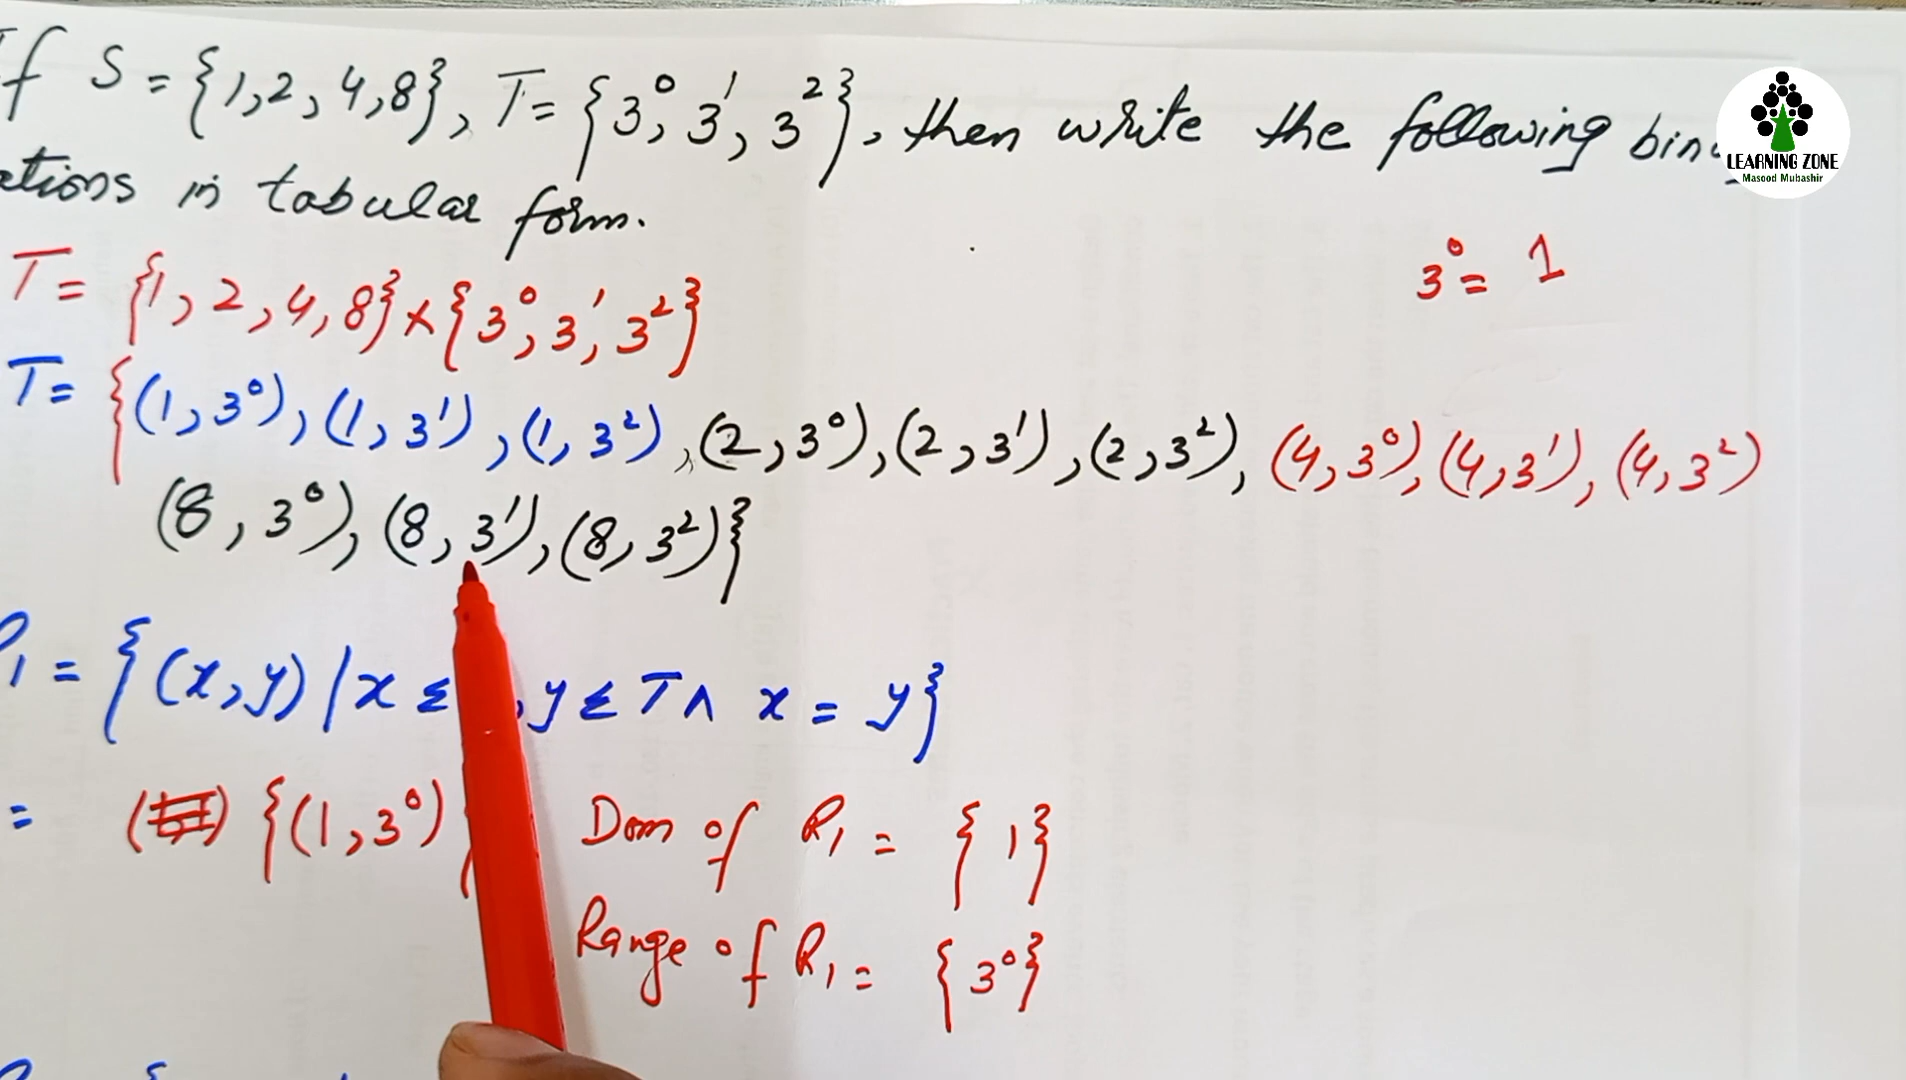 If S = {1,2,4,8}, T = {3⁰, 3¹, 3²}, then write the following
ations in tabular form.
3⁰ = 1
T = {1, 2, 4, 8} × {3⁰, 3¹, 3²}
T = {(1, 3⁰), (1, 3¹), (1, 3²), (2, 3⁰), (2, 3¹), (2, 3²), (4, 3⁰), (4, 3¹), (4, 3²)
(8, 3⁰), (8, 3¹), (8, 3²)}
R₁ = {(x, y) / x ∈ , y ∈ T ∧ x = y}
= {(1, 3⁰) Dom of R₁ = {1}
Range of R₁ = {3⁰}
LEARNING ZONE
Masood Mubashir